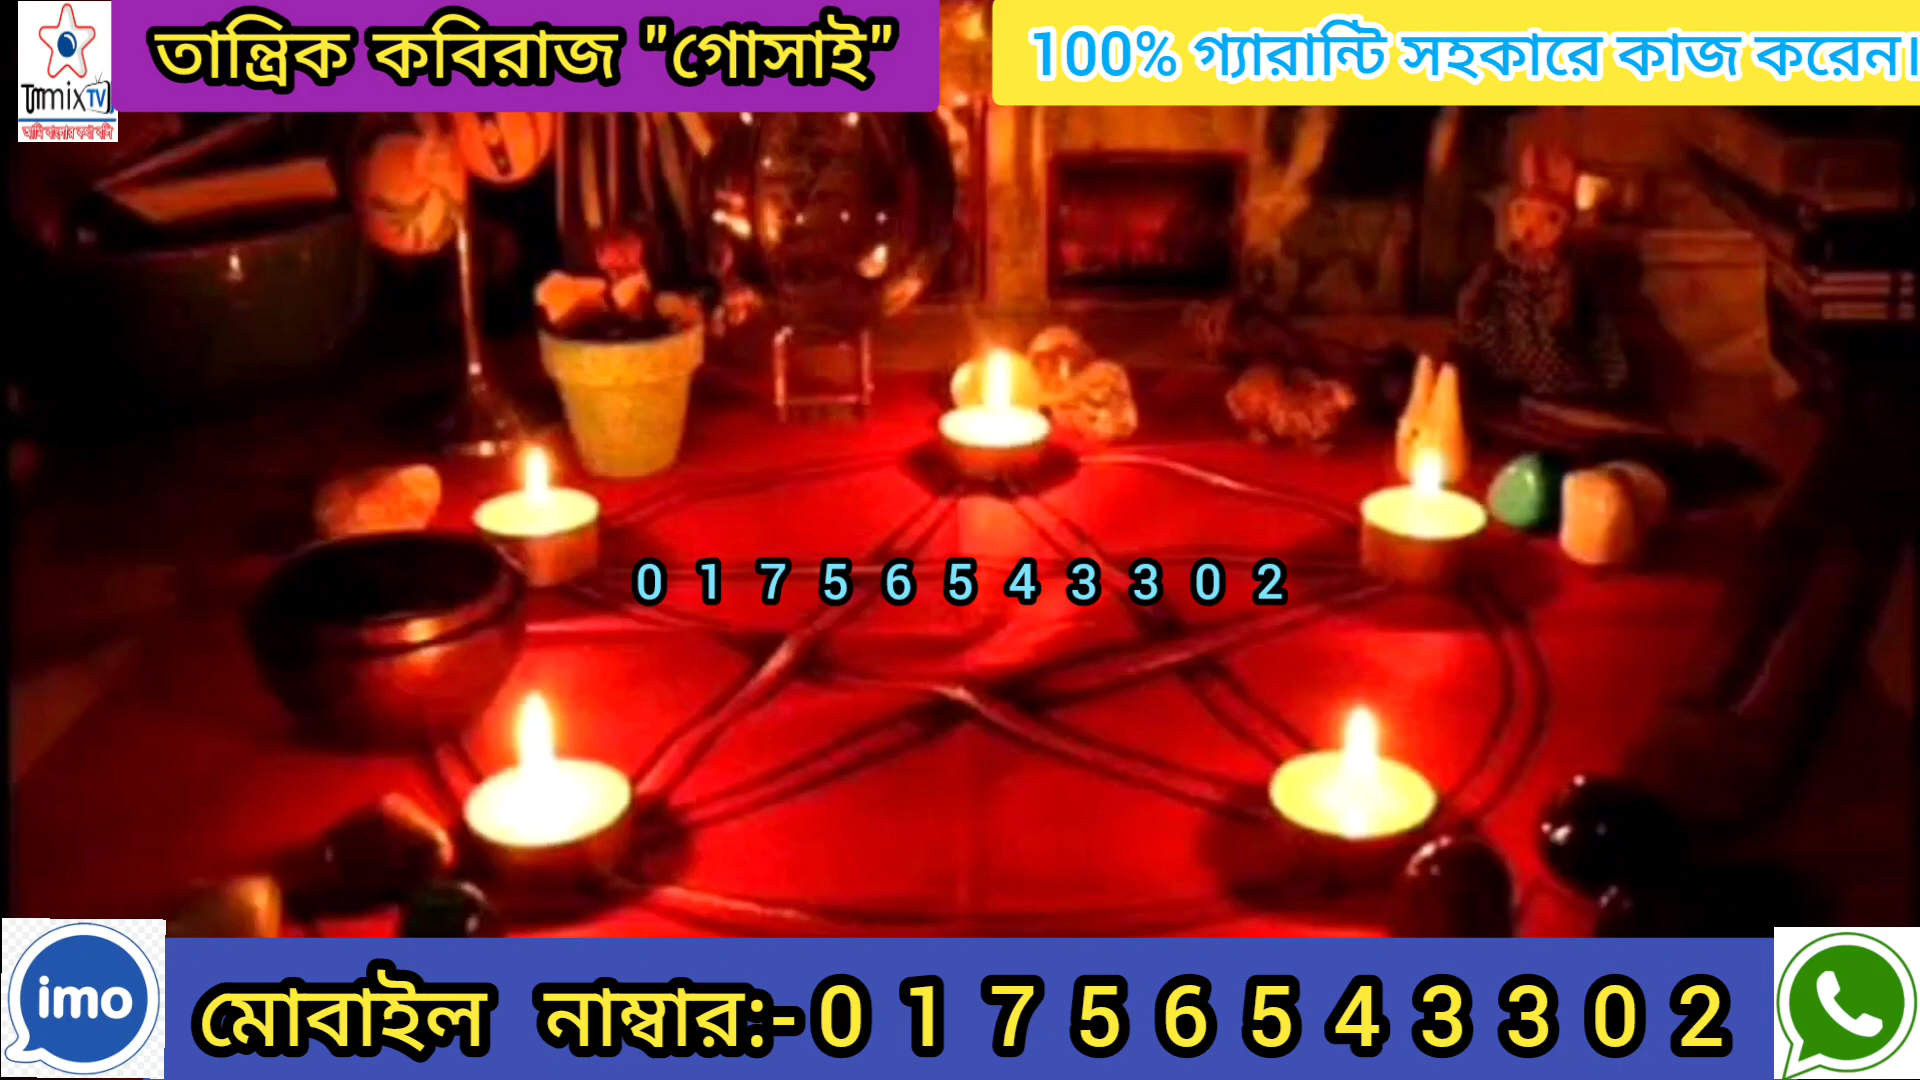 তান্ত্রিক কবিরাজ "গোসাই"
100% গ্যারান্টি সহকারে কাজ করেন।
Tmmix TV
0 1 7 5 6 5 4 3 3 0 2
imo
মোবাইল নাম্বার:-0 1 7 5 6 5 4 3 3 0 2